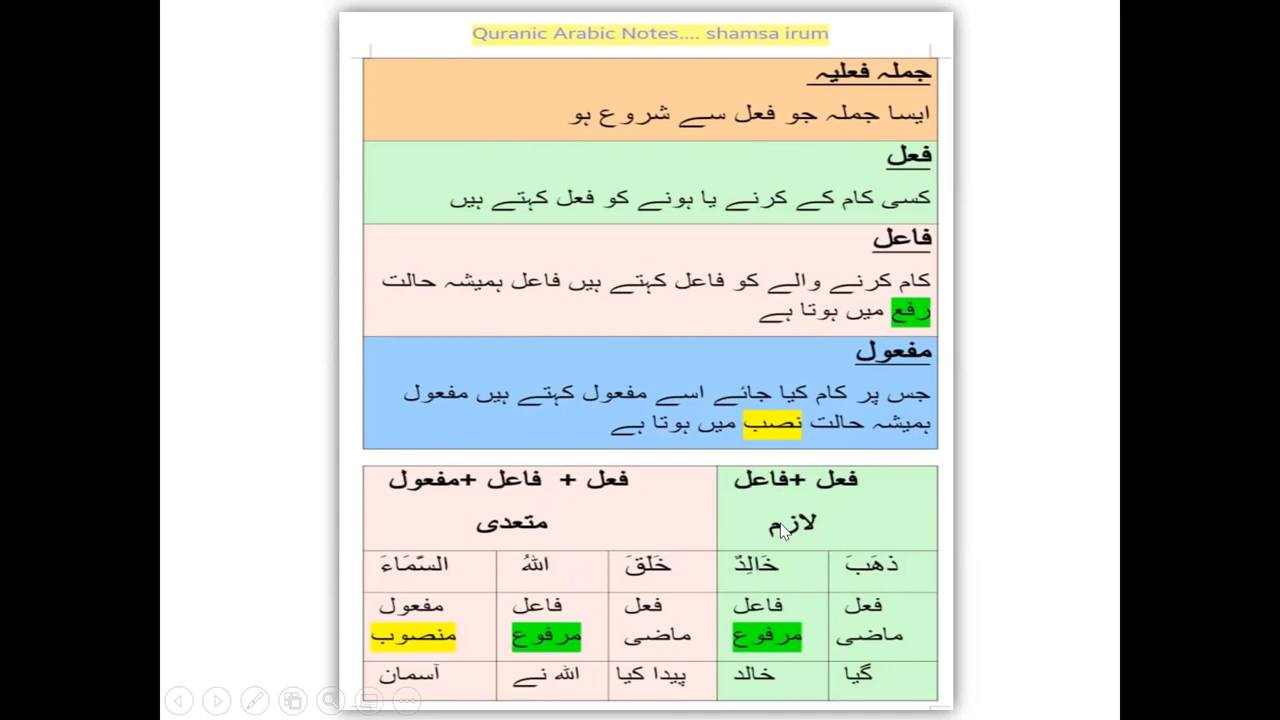 Quranic Arabic Notes.... shamsa irum
جملہ فعلیہ
ایسا جملہ جو فعل سے شروع ہو
فعل
کسی کام کے کرنے یا ہونے کو فعل کہتے ہیں
فاعل
کام کرنے والے کو فاعل کہتے ہیں فاعل ہمیشہ حالت
رفع میں ہوتا ہے
مفعول
جس پر کام کیا جائے اسے مفعول کہتے ہیں مفعول
ہمیشہ حالت نصب میں ہوتا ہے
فعل +فاعل
لازم
فعل + فاعل +مفعول
متعدی
ذھَبَ خَالِدٌ خَلَقَ اللہُ السَّمَاءَ
فعل فاعل فعل فاعل مفعول
ماضی مرفوع ماضی مرفوع منصوب
گیا خالد پیدا کیا اللہ نے آسمان